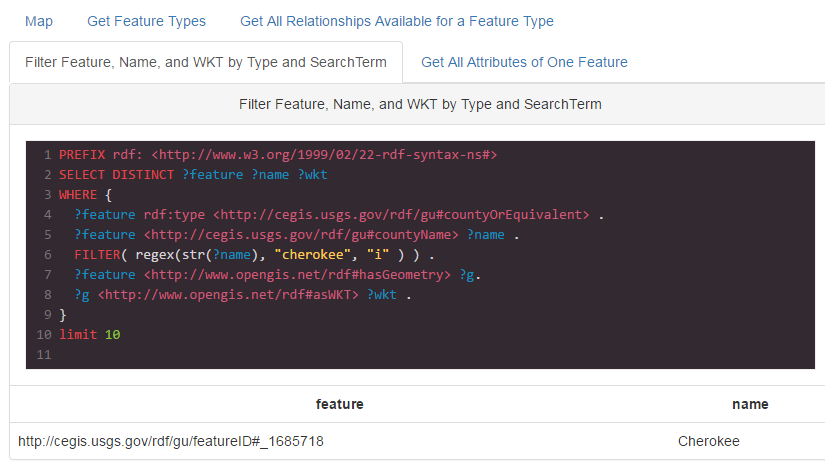 Map Get Feature Types Get All Relationships Available for a Feature Type
Filter Feature, Name, and WKT by Type and SearchTerm Get All Attributes of One Feature
Filter Feature, Name, and WKT by Type and SearchTerm
1 PREFIX rdf: <http://www.w3.org/1999/02/22-rdf-syntax-ns#>
2 SELECT DISTINCT ?feature ?name ?wkt
3 WHERE {
4 ?feature rdf:type <http://cegis.usgs.gov/rdf/gu#countyOrEquivalent> .
5 ?feature <http://cegis.usgs.gov/rdf/gu#countyName> ?name .
6 FILTER( regex(str(?name), "cherokee", "i" ) ) .
7 ?feature <http://www.opengis.net/rdf#hasGeometry> ?g.
8 ?g <http://www.opengis.net/rdf#asWKT> ?wkt .
9 }
10 limit 10
11
feature name
http://cegis.usgs.gov/rdf/gu/featureID#_1685718 Cherokee